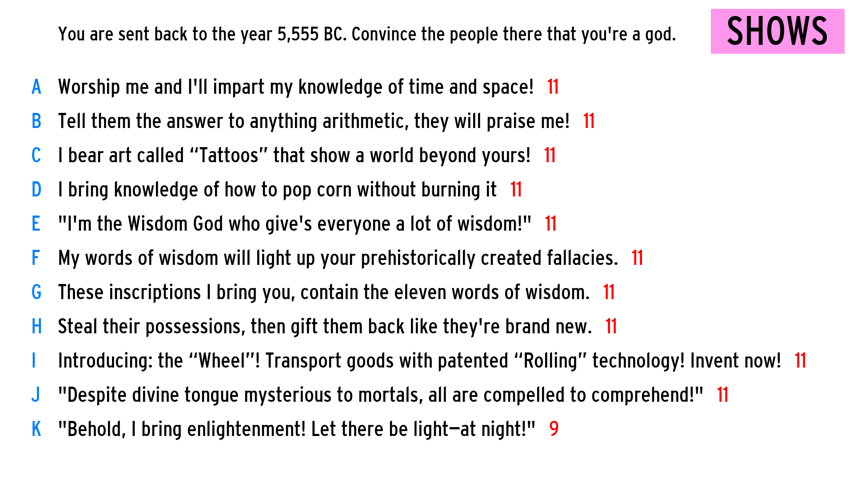 You are sent back to the year 5,555 BC. Convince the people there that you're a god.
SHOWS
A Worship me and I'll impart my knowledge of time and space! 11
B Tell them the answer to anything arithmetic, they will praise me! 11
C I bear art called “Tattoos” that show a world beyond yours! 11
D I bring knowledge of how to pop corn without burning it 11
E "I'm the Wisdom God who give's everyone a lot of wisdom!" 11
F My words of wisdom will light up your prehistorically created fallacies. 11
G These inscriptions I bring you, contain the eleven words of wisdom. 11
H Steal their possessions, then gift them back like they're brand new. 11
I Introducing: the “Wheel”! Transport goods with patented “Rolling” technology! Invent now! 11
J "Despite divine tongue mysterious to mortals, all are compelled to comprehend!" 11
K "Behold, I bring enlightenment! Let there be light—at night!" 9